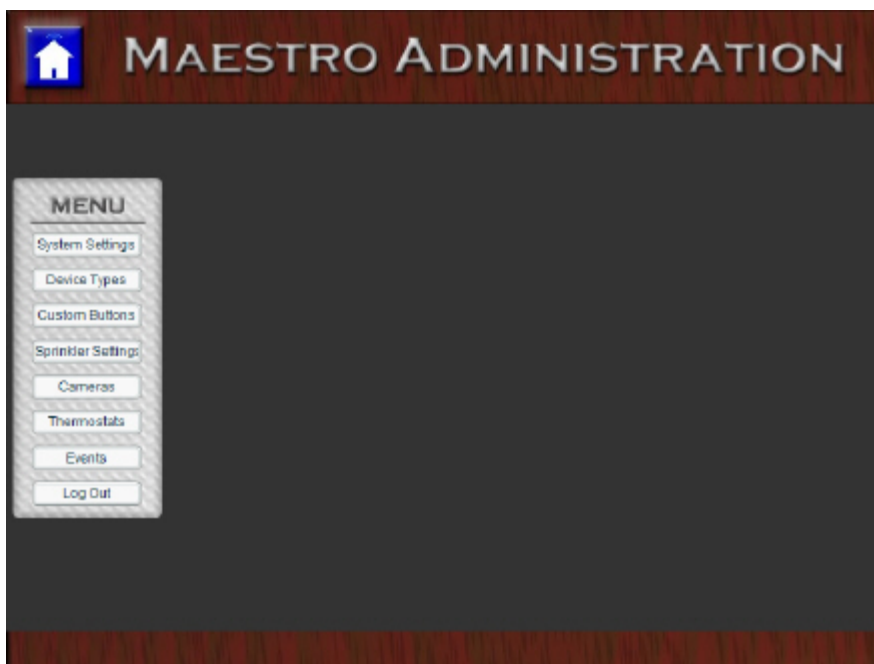 MAESTRO ADMINISTRATION
MENU
System Settings
Device Types
Custom Buttons
Sprinkler Settings
Cameras
Thermostats
Events
Log Out